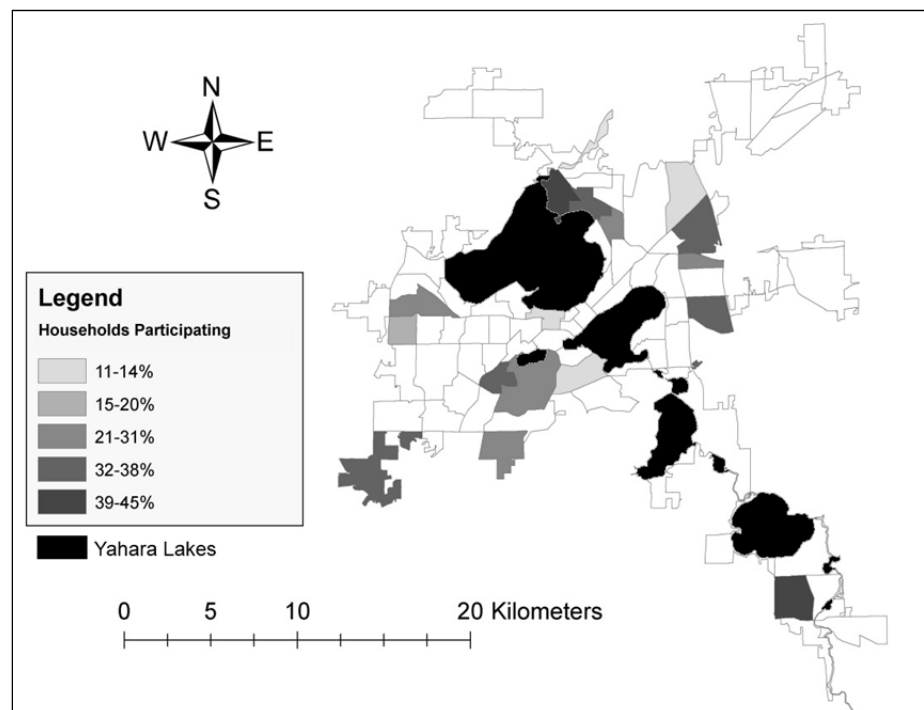 N
W E
S
Legend
Households Participating
11-14%
15-20%
21-31%
32-38%
39-45%
Yahara Lakes
0 5 10 20 Kilometers